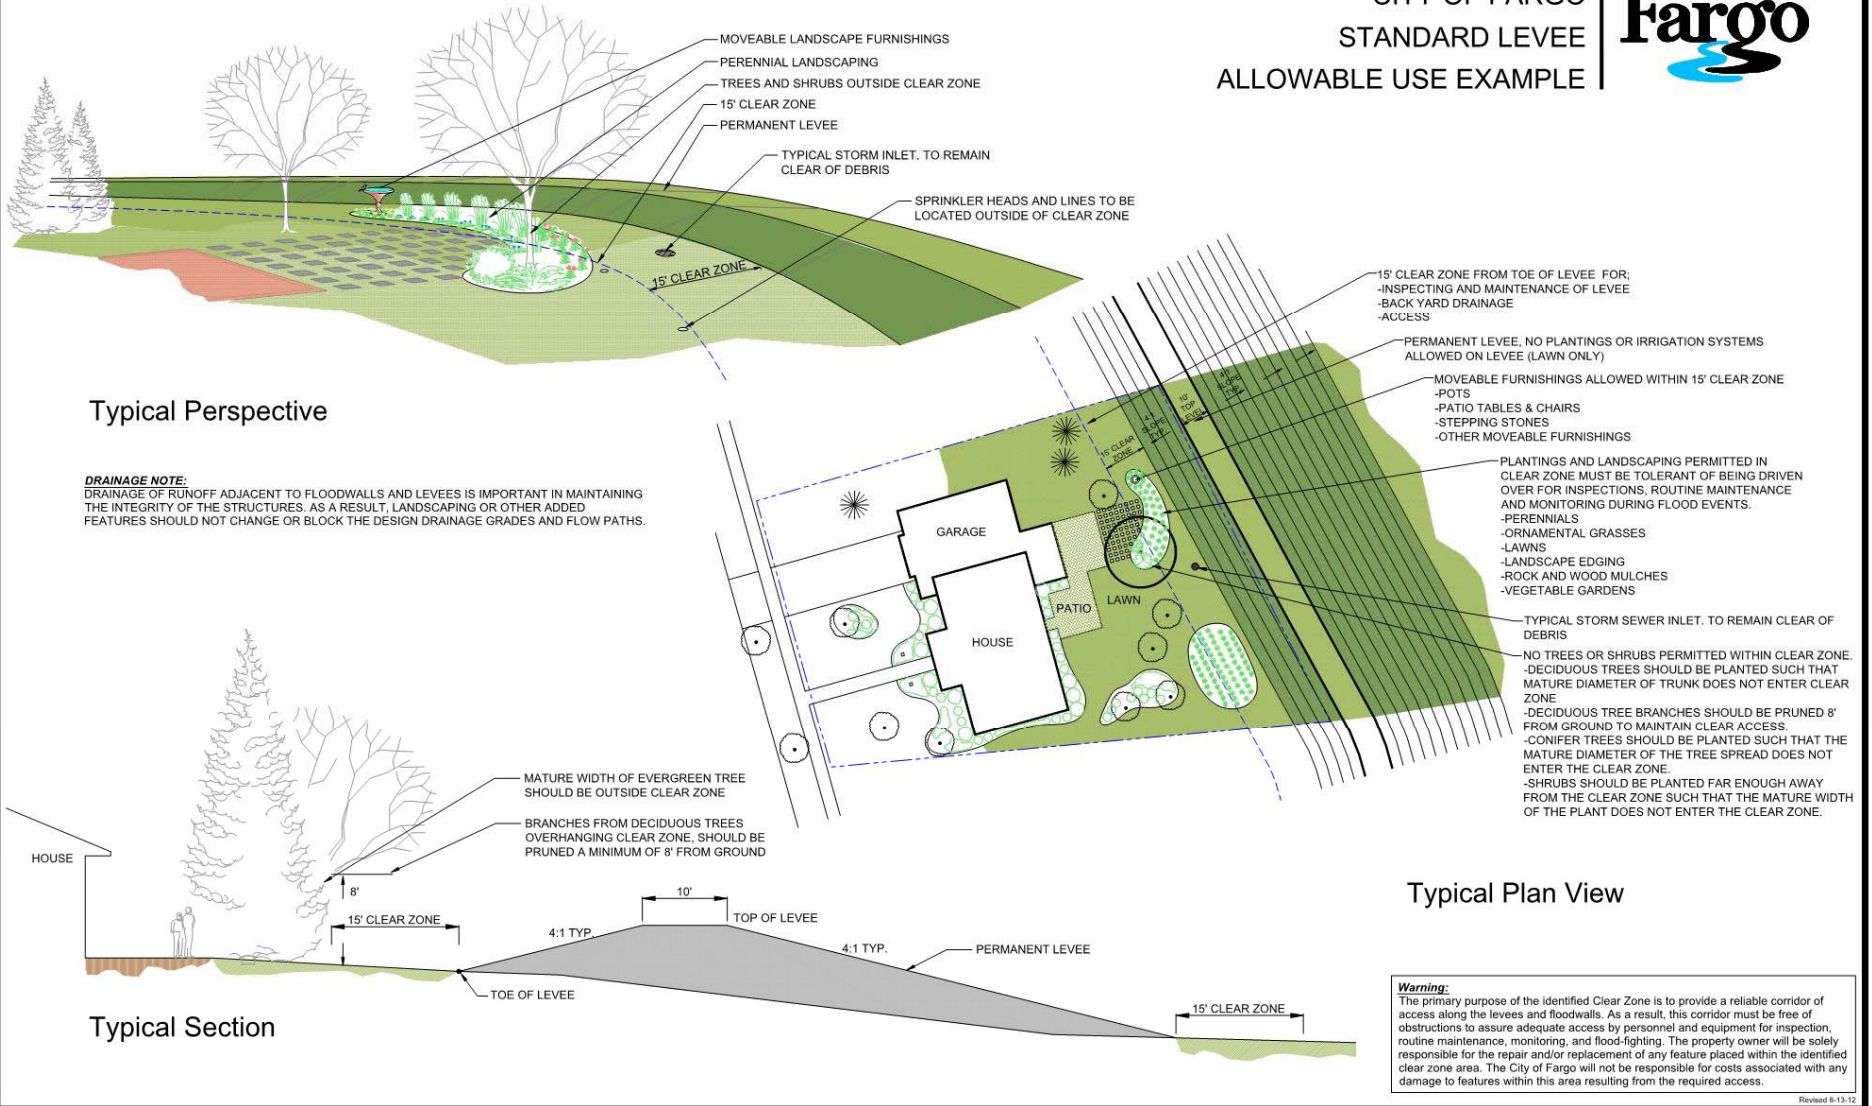 CITY OF FARGO
STANDARD LEVEE
ALLOWABLE USE EXAMPLE
Fargo
MOVEABLE LANDSCAPE FURNISHINGS
PERENNIAL LANDSCAPING
TREES AND SHRUBS OUTSIDE CLEAR ZONE
15' CLEAR ZONE
PERMANENT LEVEE
TYPICAL STORM INLET. TO REMAIN
CLEAR OF DEBRIS
SPRINKLER HEADS AND LINES TO BE
LOCATED OUTSIDE OF CLEAR ZONE
15' CLEAR ZONE
Typical Perspective
DRAINAGE NOTE:
DRAINAGE OF RUNOFF ADJACENT TO FLOODWALLS AND LEVEES IS IMPORTANT IN MAINTAINING
THE INTEGRITY OF THE STRUCTURES. AS A RESULT, LANDSCAPING OR OTHER ADDED
FEATURES SHOULD NOT CHANGE OR BLOCK THE DESIGN DRAINAGE GRADES AND FLOW PATHS.
15' CLEAR ZONE FROM TOE OF LEVEE FOR;
-INSPECTING AND MAINTENANCE OF LEVEE
-BACK YARD DRAINAGE
-ACCESS
PERMANENT LEVEE, NO PLANTINGS OR IRRIGATION SYSTEMS
ALLOWED ON LEVEE (LAWN ONLY)
MOVEABLE FURNISHINGS ALLOWED WITHIN 15' CLEAR ZONE
-POTS
-PATIO TABLES & CHAIRS
-STEPPING STONES
-OTHER MOVEABLE FURNISHINGS
PLANTINGS AND LANDSCAPING PERMITTED IN
CLEAR ZONE MUST BE TOLERANT OF BEING DRIVEN
OVER FOR INSPECTIONS, ROUTINE MAINTENANCE
AND MONITORING DURING FLOOD EVENTS.
-PERENNIALS
-ORNAMENTAL GRASSES
-LAWNS
-LANDSCAPE EDGING
-ROCK AND WOOD MULCHES
-VEGETABLE GARDENS
TYPICAL STORM SEWER INLET. TO REMAIN CLEAR OF
DEBRIS
NO TREES OR SHRUBS PERMITTED WITHIN CLEAR ZONE.
-DECIDUOUS TREES SHOULD BE PLANTED SUCH THAT
MATURE DIAMETER OF TRUNK DOES NOT ENTER CLEAR
ZONE
-DECIDUOUS TREE BRANCHES SHOULD BE PRUNED 8'
FROM GROUND TO MAINTAIN CLEAR ACCESS.
-CONIFER TREES SHOULD BE PLANTED SUCH THAT THE
MATURE DIAMETER OF THE TREE SPREAD DOES NOT
ENTER THE CLEAR ZONE.
-SHRUBS SHOULD BE PLANTED FAR ENOUGH AWAY
FROM THE CLEAR ZONE SUCH THAT THE MATURE WIDTH
OF THE PLANT DOES NOT ENTER THE CLEAR ZONE.
4:1
SLOPE
TYP.
10'
TOP
LEVEL
4:1
SLOPE
TYP.
15' CLEAR
ZONE
GARAGE
HOUSE
PATIO
LAWN
Typical Plan View
MATURE WIDTH OF EVERGREEN TREE
SHOULD BE OUTSIDE CLEAR ZONE
BRANCHES FROM DECIDUOUS TREES
OVERHANGING CLEAR ZONE, SHOULD BE
PRUNED A MINIMUM OF 8' FROM GROUND
HOUSE
8'
15' CLEAR ZONE
10'
TOP OF LEVEE
4:1 TYP.
4:1 TYP.
PERMANENT LEVEE
TOE OF LEVEE
15' CLEAR ZONE
Typical Section
Warning:
The primary purpose of the identified Clear Zone is to provide a reliable corridor of
access along the levees and floodwalls. As a result, this corridor must be free of
obstructions to assure adequate access by personnel and equipment for inspection,
routine maintenance, monitoring, and flood-fighting. The property owner will be solely
responsible for the repair and/or replacement of any feature placed within the identified
clear zone area. The City of Fargo will not be responsible for costs associated with any
damage to features within this area resulting from the required access.
Revised 8-13-12